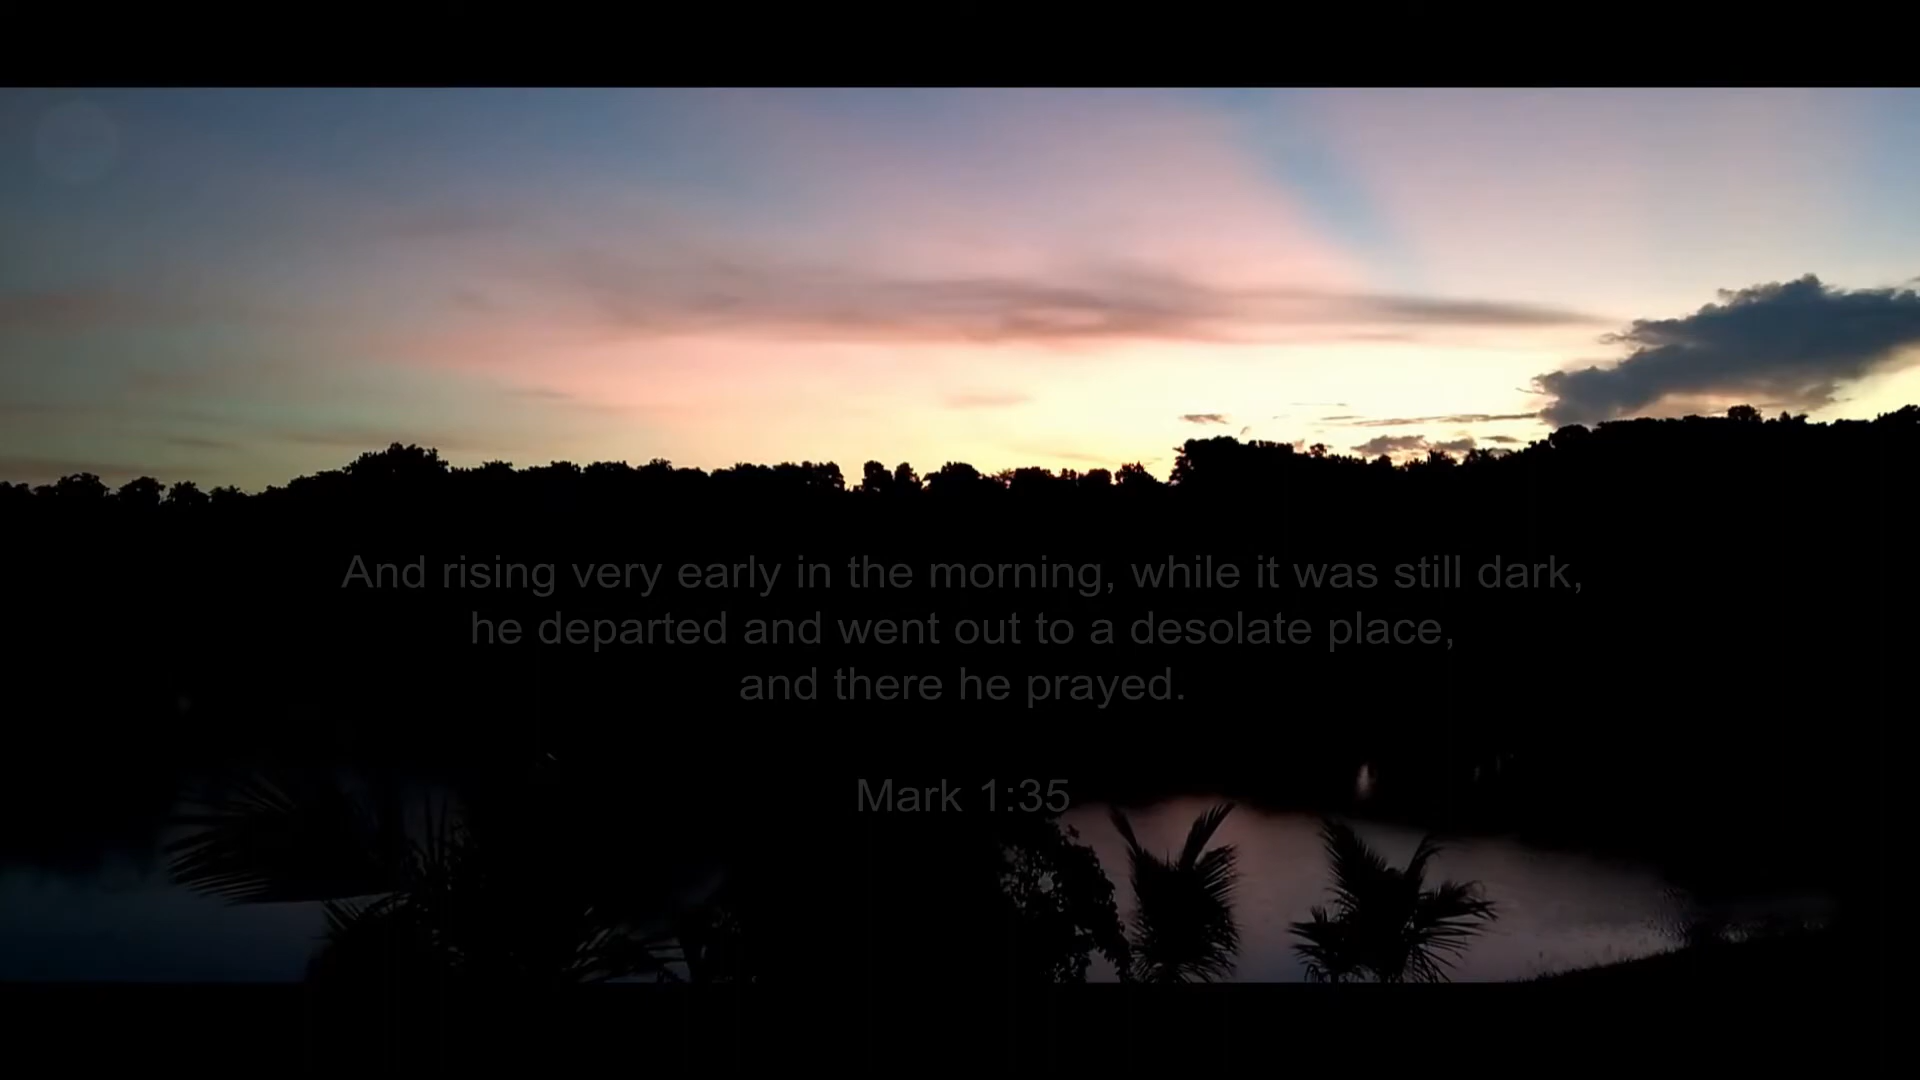 And rising very early in the morning, while it was still dark,
he departed and went out to a desolate place,
and there he prayed.
Mark 1:35